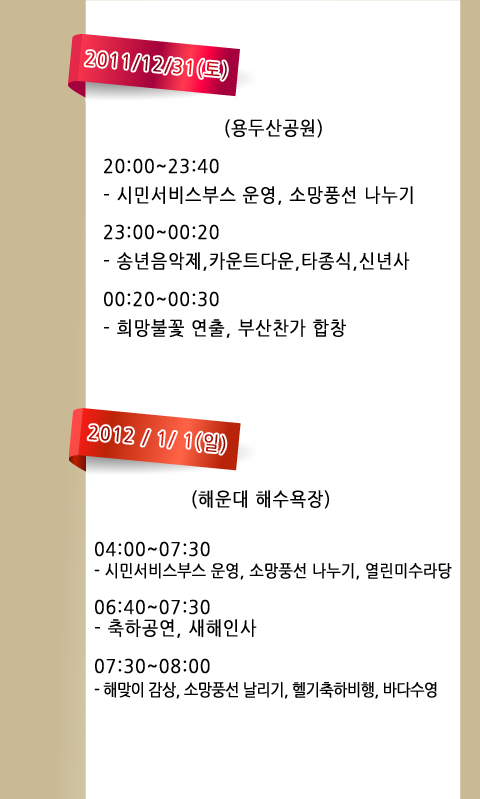 2011/12/31(토)
(용두산공원)
20:00~23:40
- 시민서비스부스 운영, 소망풍선 나누기
23:00~00:20
- 송년음악제,카운트다운,타종식,신년사
00:20~00:30
- 희망불꽃 연출, 부산찬가 합창
2012 / 1/ 1(일)
(해운대 해수욕장)
04:00~07:30
- 시민서비스부스 운영, 소망풍선 나누기, 열린미수라당
06:40~07:30
- 축하공연, 새해인사
07:30~08:00
- 해맞이 감상, 소망풍선 날리기, 헬기축하비행, 바다수영